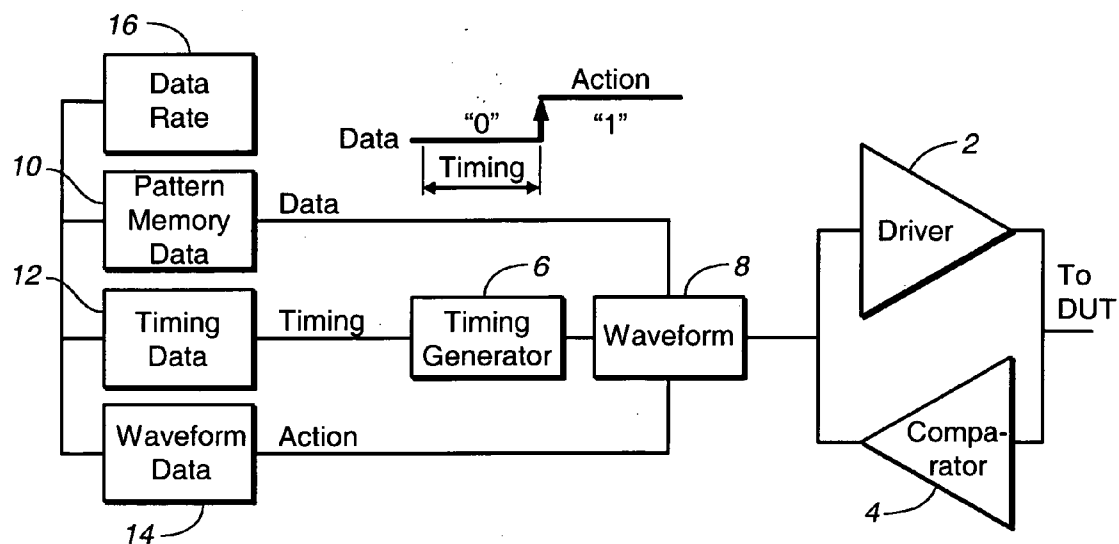 16
Data
Rate
Action
Data
"0"
"1"
Timing
10
Pattern
Memory
Data
Data
12
Timing
Data
Timing
6
Timing
Generator
8
Waveform
Waveform
Data
Action
14
2
Driver
To
DUT
Compa-
rator
4